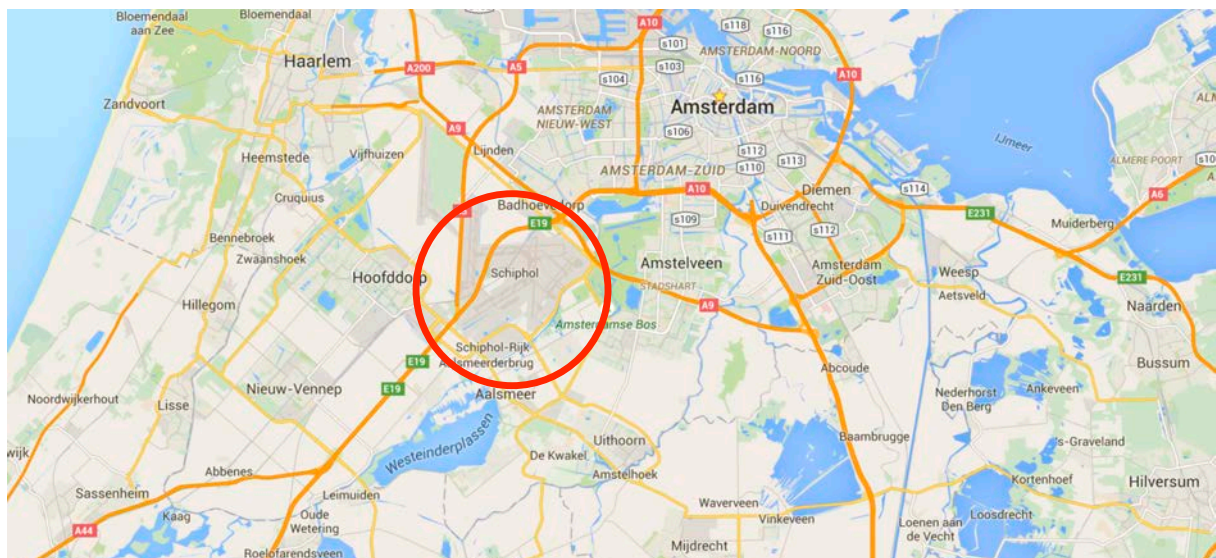 Bloemendaal
aan Zee
Bloemendaal
A10
s118
s116
s101
AMSTERDAM-NOORD
Haarlem
A200
A5
s103
s104
s116
A10
Zandvoort
AMSTERDAM
NIEUW-WEST
Amsterdam
A9
s106
IJmeer
Lijnden
Heemstede
Vijfhuizen
s112
s110
s113
ALMERE POORT
AMSTERDAM-ZUID
A10
Diemen
s114
A6
Cruquius
Badhoevedorp
E19
s109
Duivendrecht
E231
Muiderberg
Bennebroek
s111
s112
Zwaanshoek
Hoofddorp
Schiphol
Amstelveen
STADSHART
Amsterdam
Zuid-Oost
Weesp
E231
Aetsveld
Hillegom
A9
Naarden
Amsterdamse Bos
Schiphol-Rijk
Aalsmeerderbrug
E19
Abcoude
Bussum
Nieuw-Vennep
E19
Aalsmeer
Nederhorst
Den Berg
Ankeveen
Noordwijkerhout
Lisse
Westeinderplassen
Uithoorn
Baambrugge
's-Graveland
De Kwakel
Amstelhoek
Abbenes
Kortenhoef
Hilversum
Sassenheim
Leimuiden
Waverveen
Kaag
Oude
Wetering
Vinkeveen
Loosdrecht
A44
Loenen aan
de Vecht
Roelofarendsveen
Mijdrecht